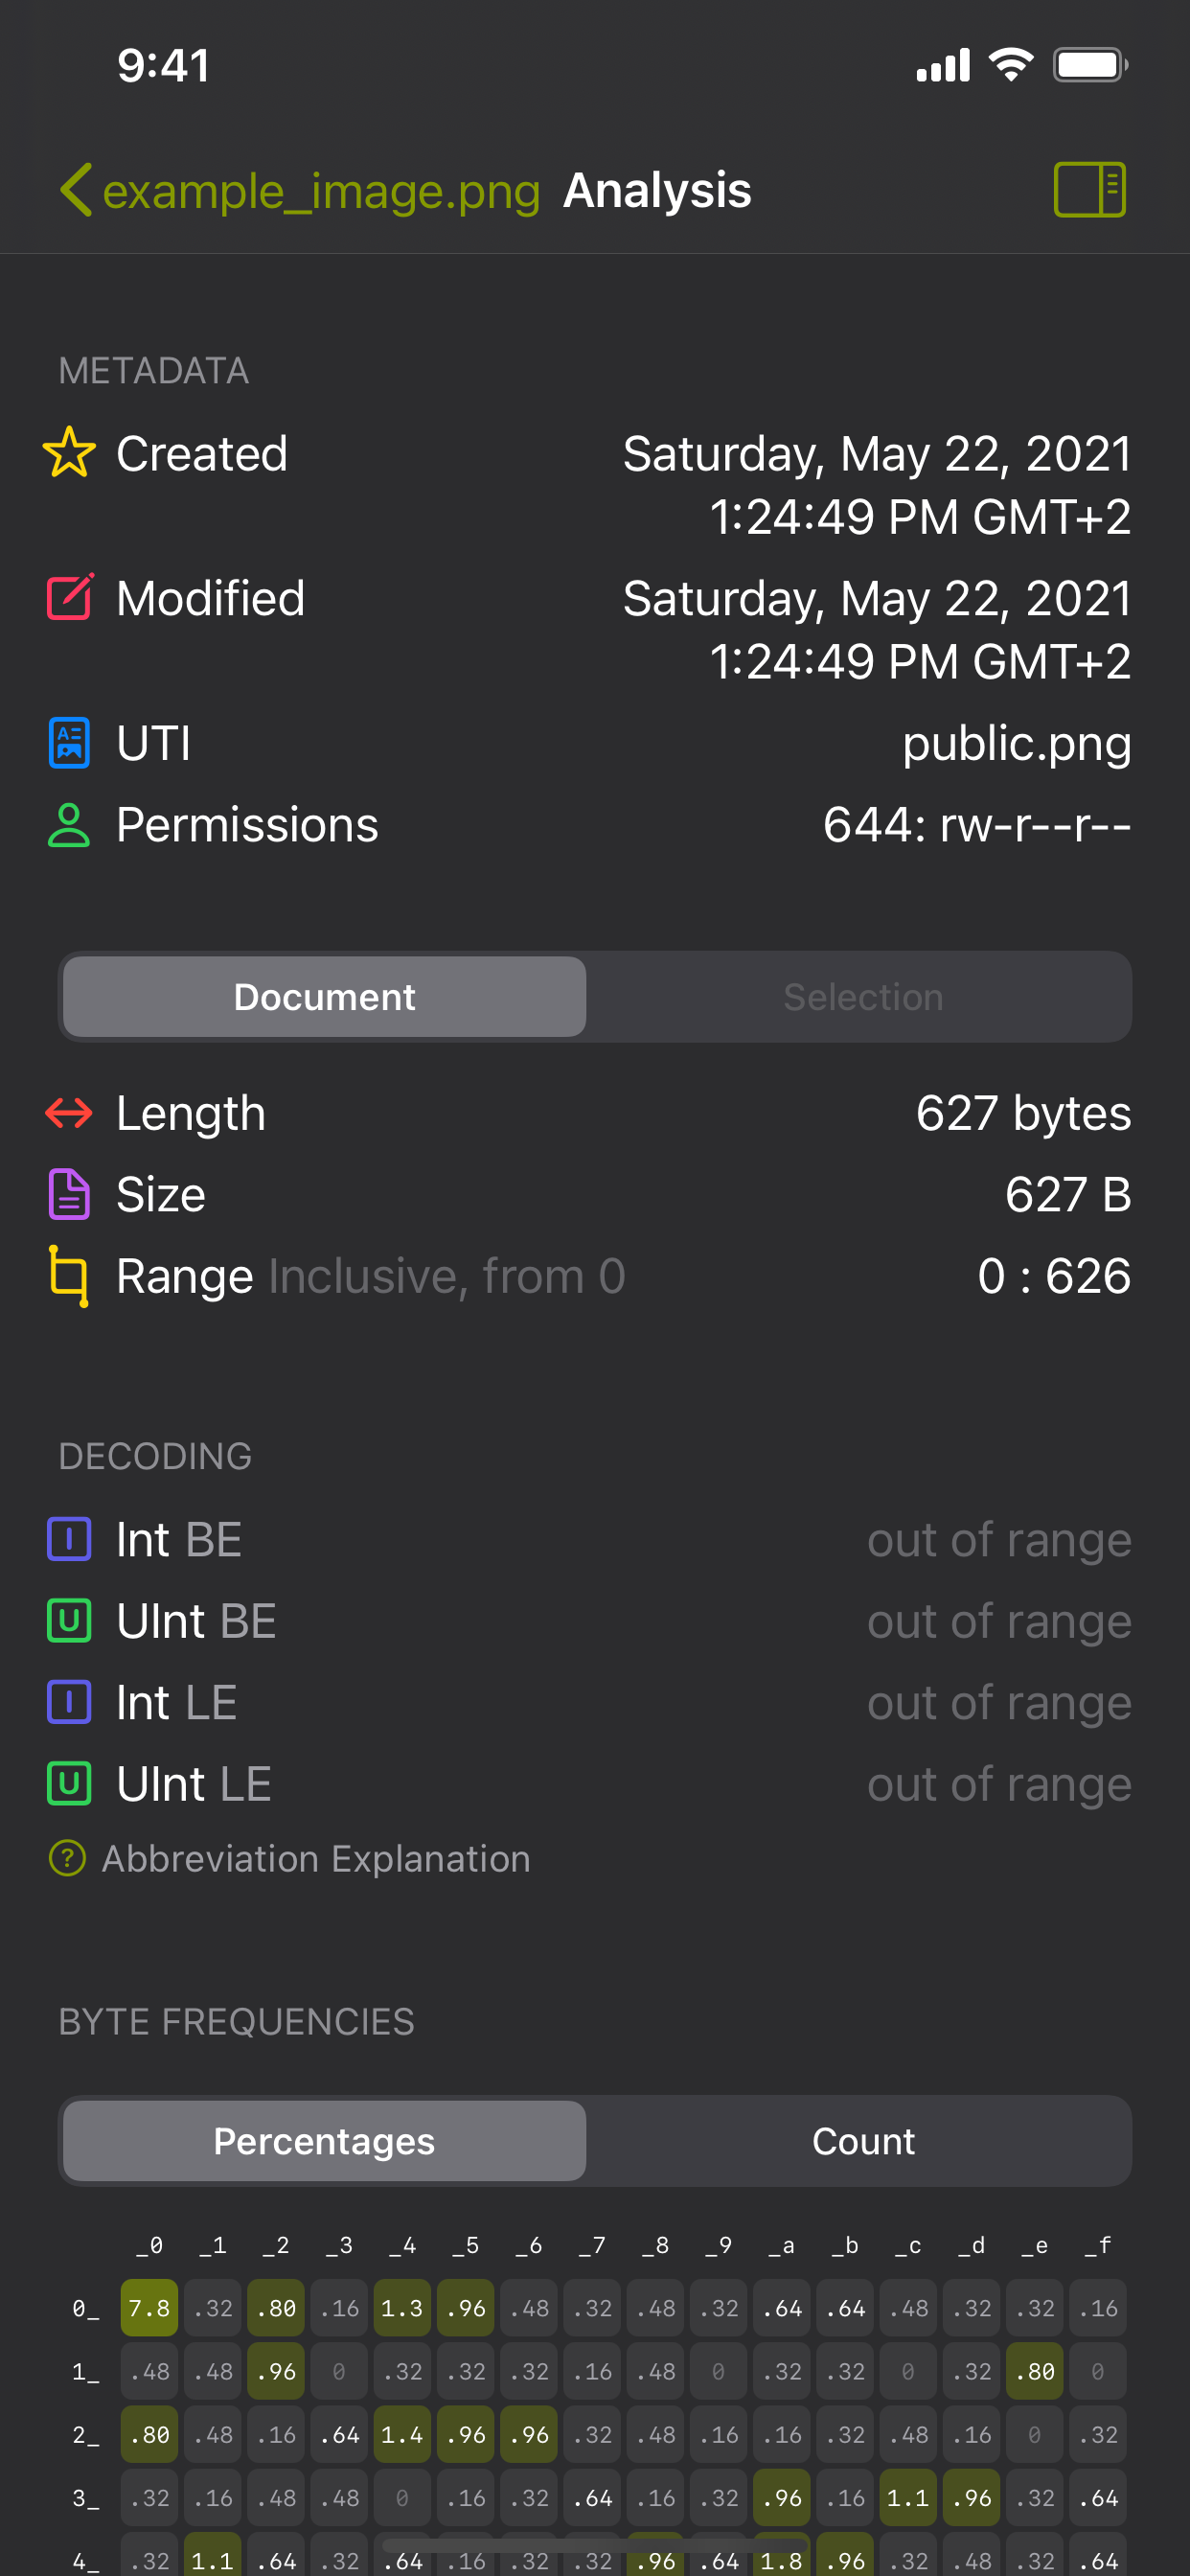 9:41
example_image.png Analysis
METADATA
Created Saturday, May 22, 2021
1:24:49 PM GMT+2
Modified Saturday, May 22, 2021
1:24:49 PM GMT+2
UTI public.png
Permissions 644: rw-r--r--
Document Selection
Length 627 bytes
Size 627 B
Range Inclusive, from 0 0 : 626
DECODING
I Int BE out of range
U UInt BE out of range
I Int LE out of range
U UInt LE out of range
? Abbreviation Explanation
BYTE FREQUENCIES
Percentages Count
_0 _1 _2 _3 _4 _5 _6 _7 _8 _9 _a _b _c _d _e _f
0_ 7.8 .32 .80 .16 1.3 .96 .48 .32 .48 .32 .64 .64 .48 .32 .32 .16
1_ .48 .48 .96 0 .32 .32 .32 .16 .48 0 .32 .32 0 .32 .80 0
2_ .80 .48 .16 .64 1.4 .96 .96 .32 .48 .16 .16 .32 .48 .16 0 .32
3_ .32 .16 .48 .48 0 .16 .32 .64 .16 .32 .96 .16 1.1 .96 .32 .64
4_ .32 1.1 .64 .32 .64 .16 .32 .32 .96 .64 1.8 .96 .32 .48 .32 .64